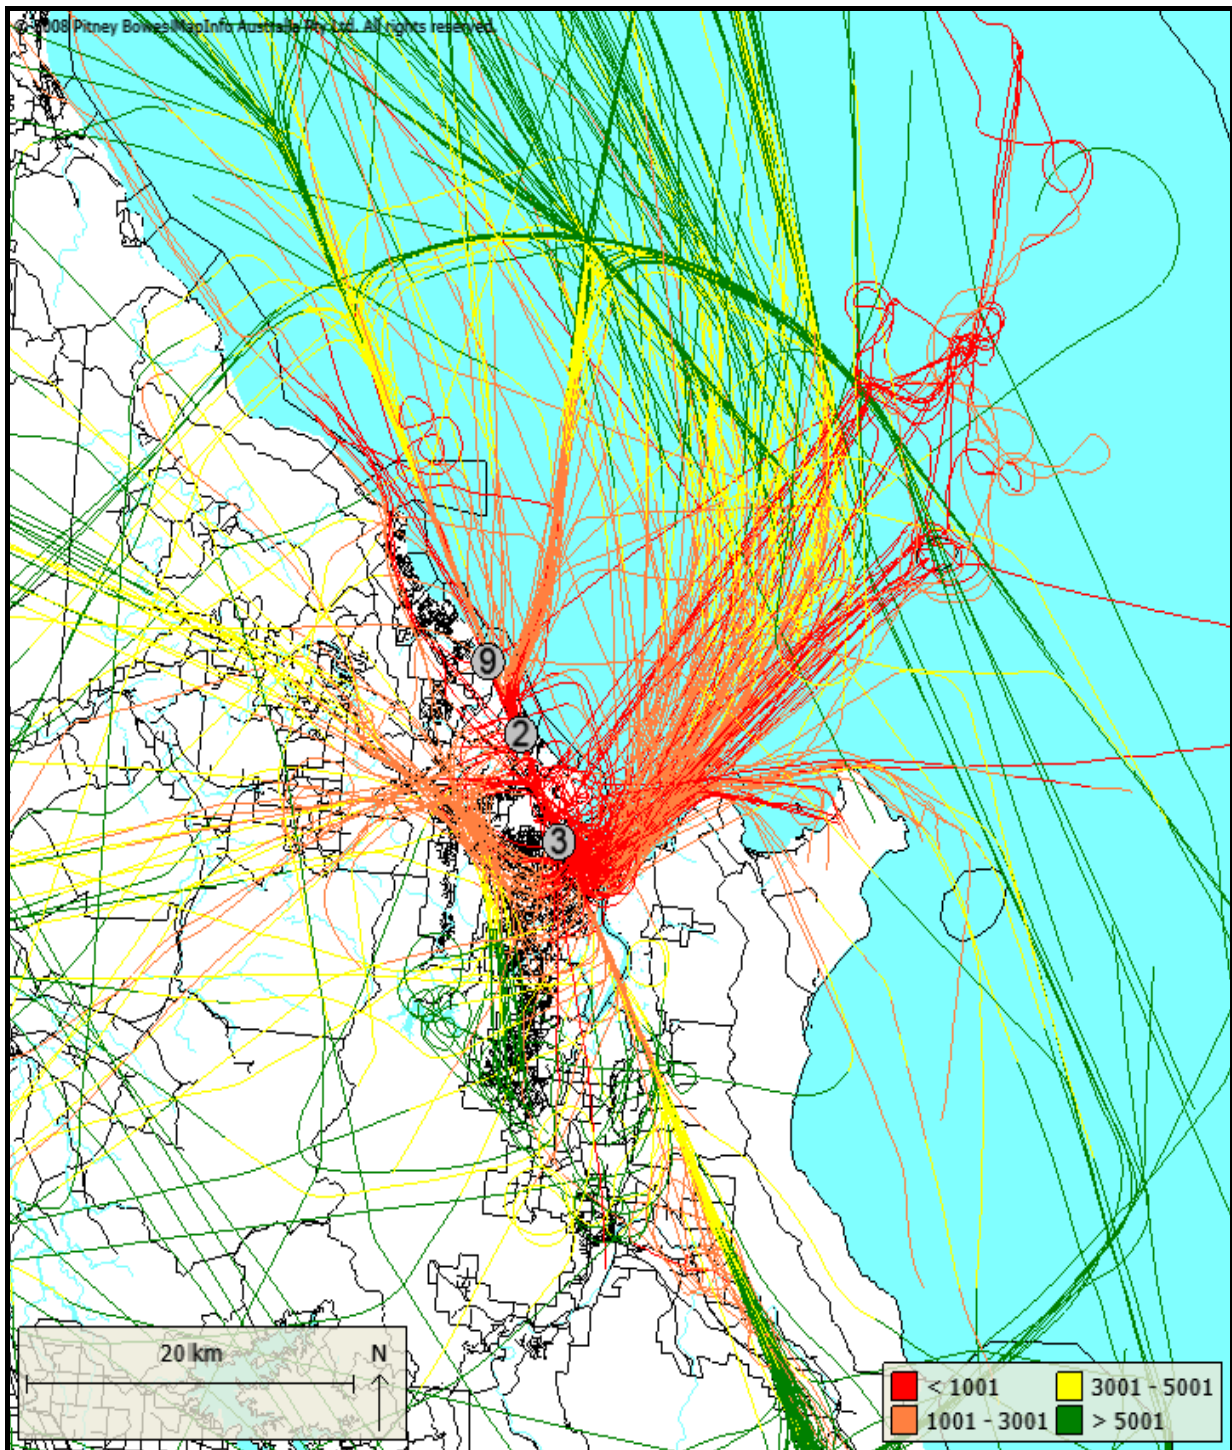 © 2008 Pitney Bowes MapInfo Australia Pty Ltd. All rights reserved.
9
2
3
20 km
N
< 1001
3001 - 5001
1001 - 3001
> 5001